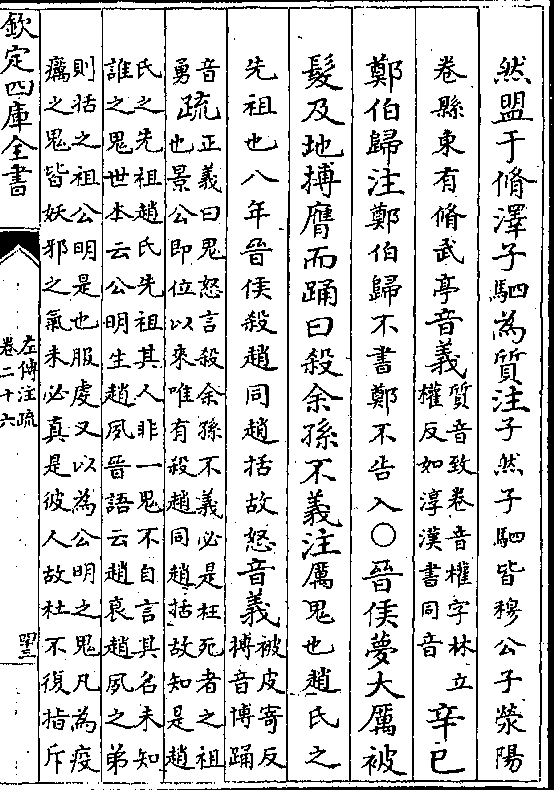 然盟于脩澤子駟為質注子然子駟皆穆公子滎陽
卷縣東有脩武亭音義質音致卷音權字林立
權反如淳漢書同音
辛巳
鄭伯歸注鄭伯歸不書鄭不告入○晉侯夢大厲被
髮及地搏膺而踊曰殺余孫不義注厲鬼也趙氏之
先祖也八年晉侯殺趙同趙括故怒音義被皮寄反
搏音博踊
音
勇
疏正義曰鬼怒言殺余孫不義必是枉死者之祖
也景公即位以來唯有殺趙同趙括故知是趙
氏之先祖趙氏先祖其人非一鬼不自言其名未知
誰之鬼世本云公明生趙夙晉語云趙衰趙夙之弟
則括之祖公明是也服虔又以為公明之鬼凡為疫
癘之鬼皆妖邪之氣未必真是彼人故杜不復指斥
欽定四庫全書
左傳注疏
卷二十六